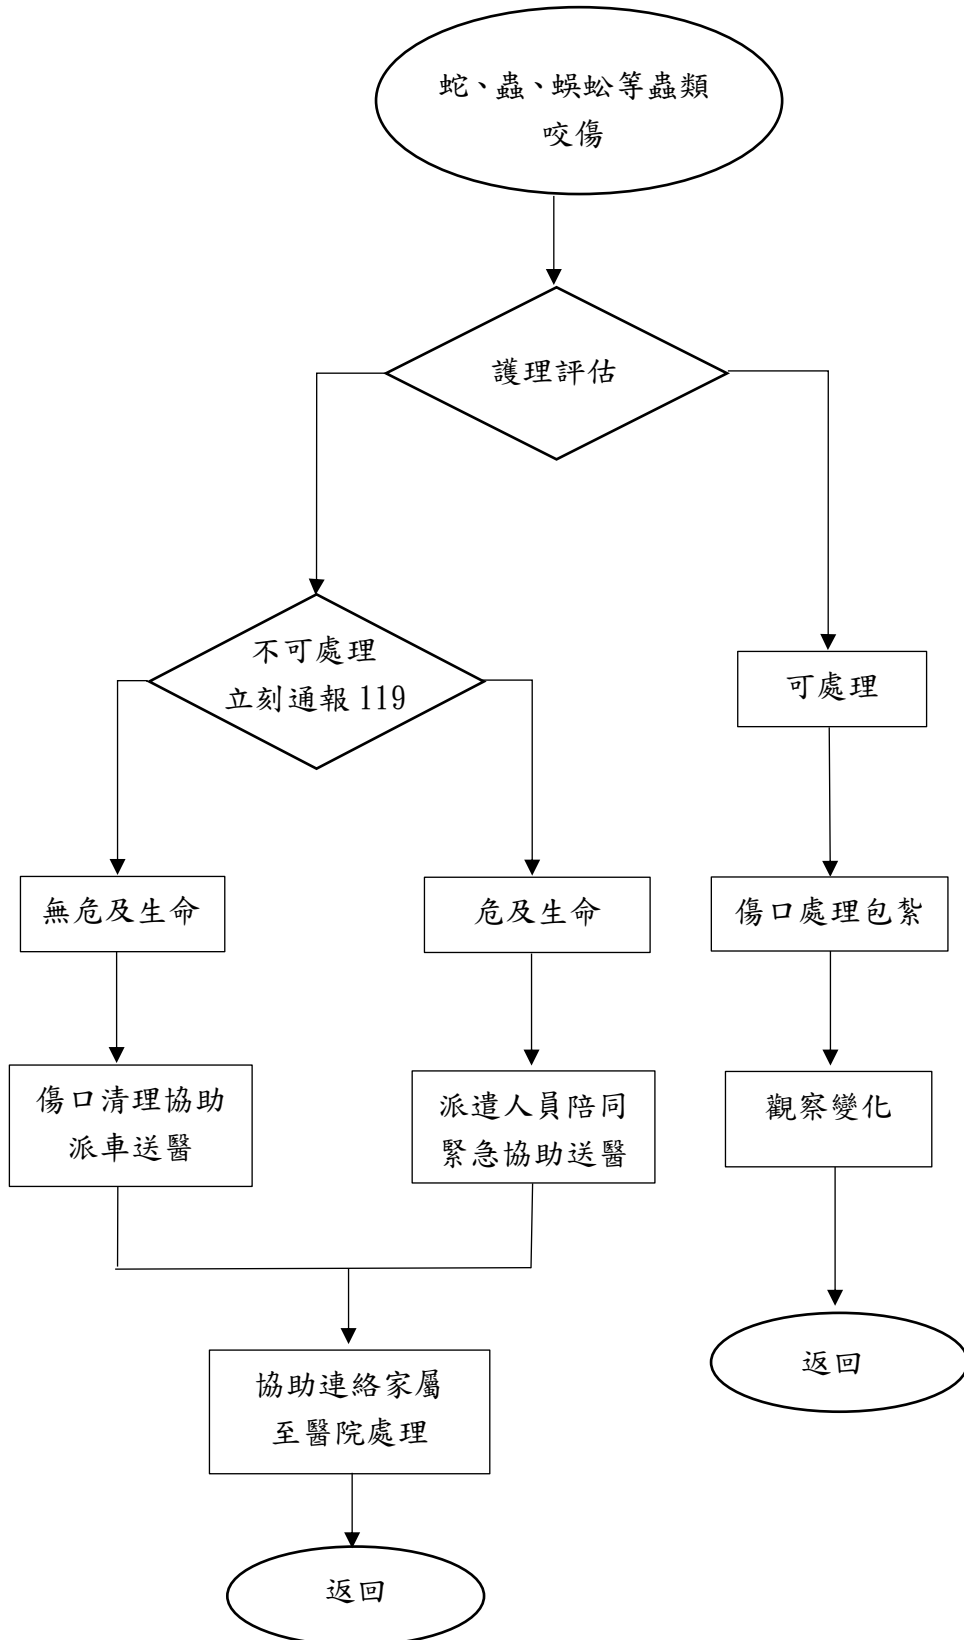 蛇、蟲、蜈蚣等蟲類
咬傷
護理評估
不可處理
立刻通報 119
可處理
無危及生命
危及生命
傷口處理包紮
傷口清理協助
派車送醫
派遣人員陪同
緊急協助送醫
觀察變化
協助連絡家屬
至醫院處理
返回
返回